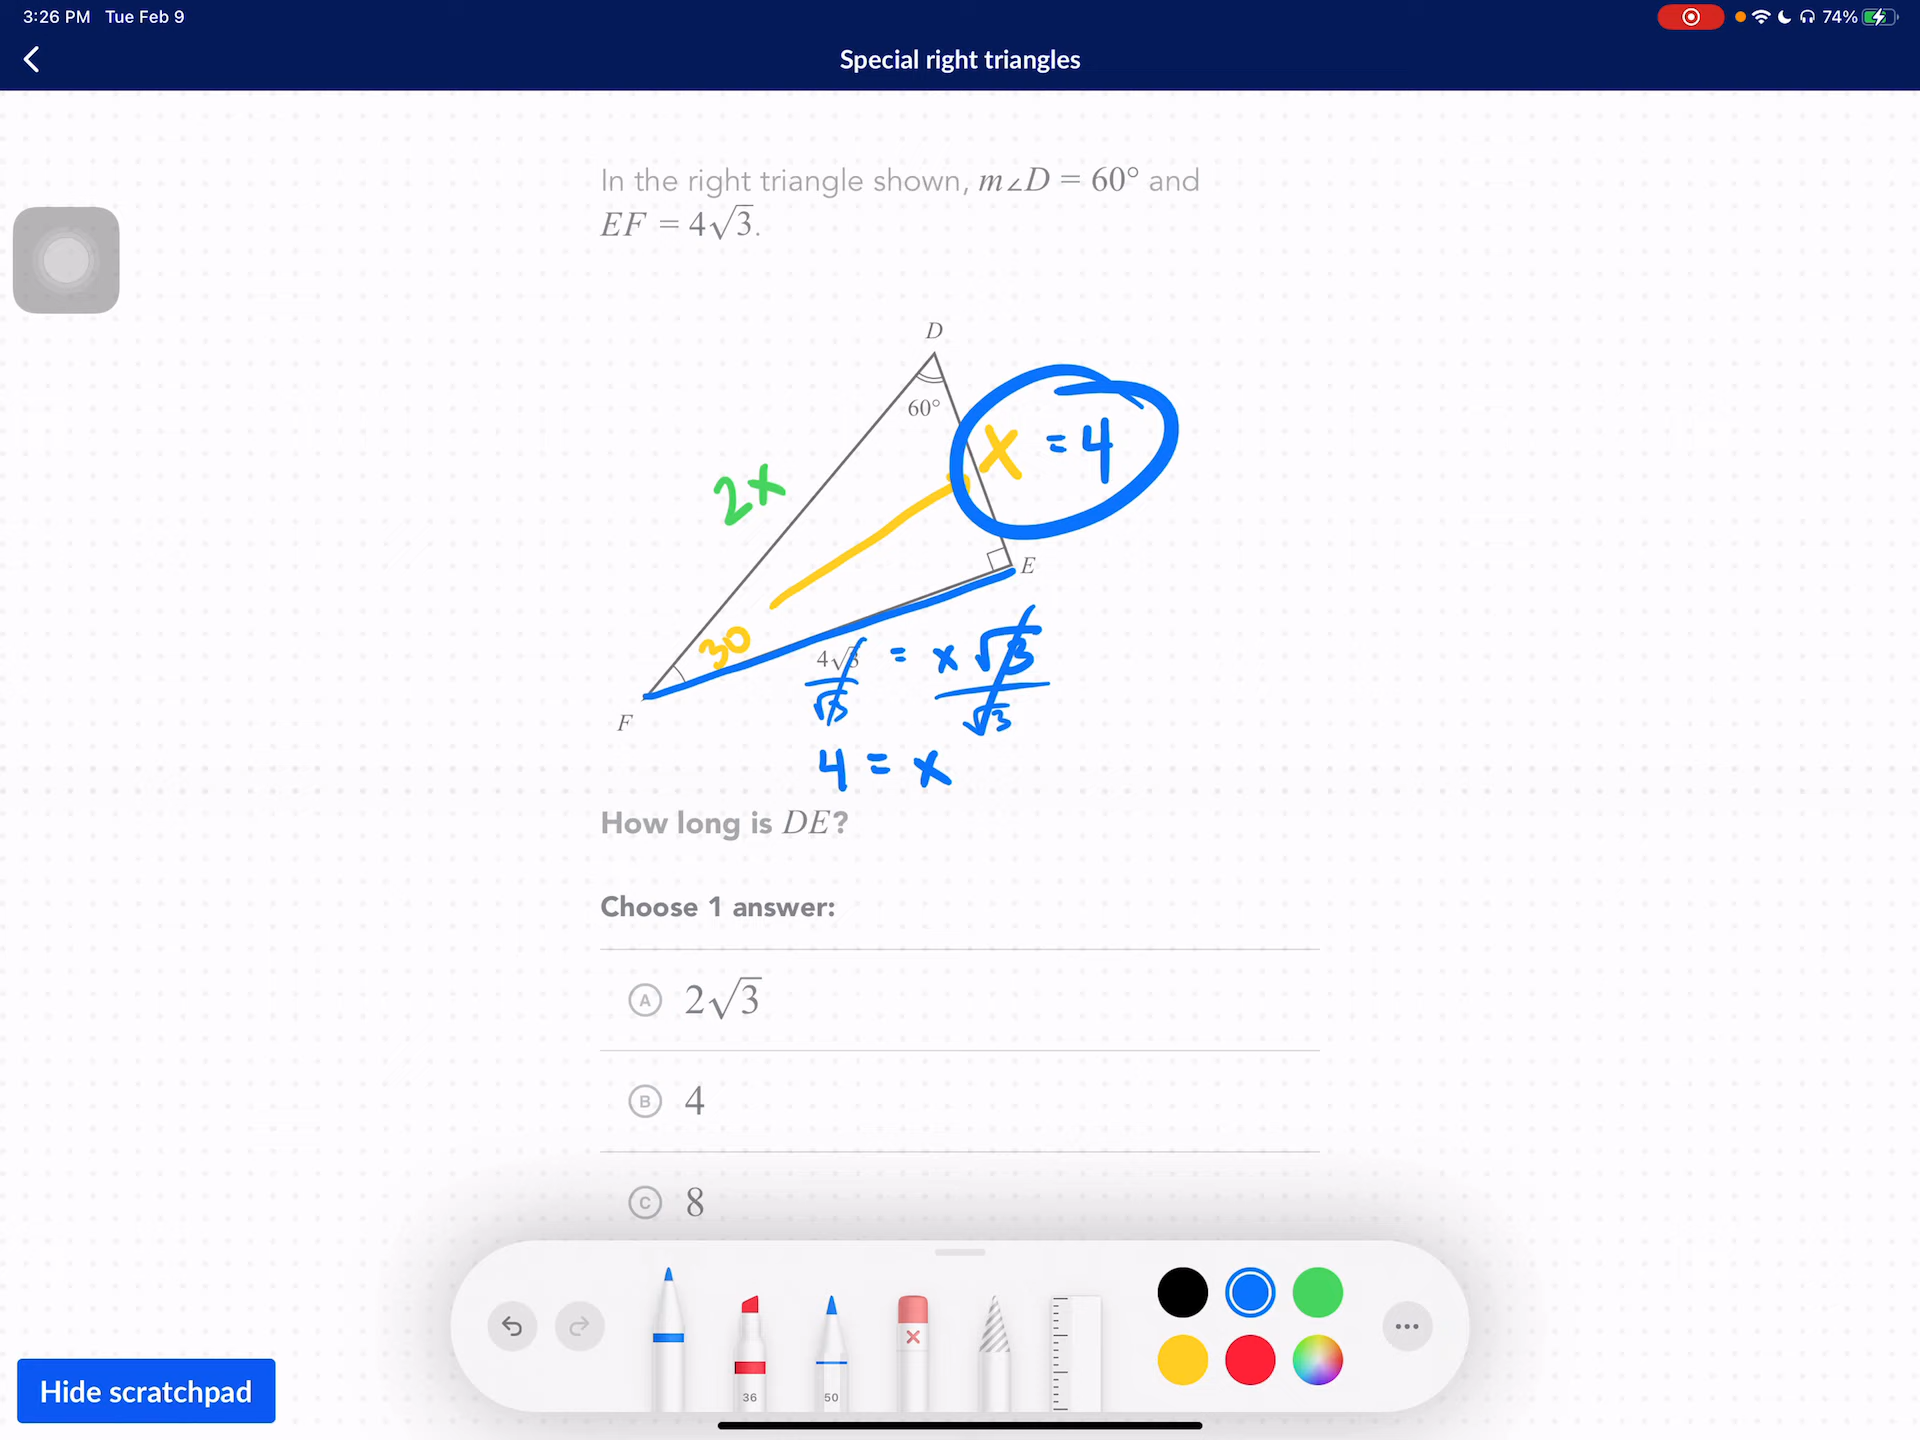 3:26 PM Tue Feb 9
74%
Special right triangles
In the right triangle shown, m∠D = 60° and
EF = 4√3.
D
60°
x = 4
2x
E
30
4√3 = x√3
√3 √3
F
4 = x
How long is DE?
Choose 1 answer:
A 2√3
B 4
C 8
36
50
Hide scratchpad